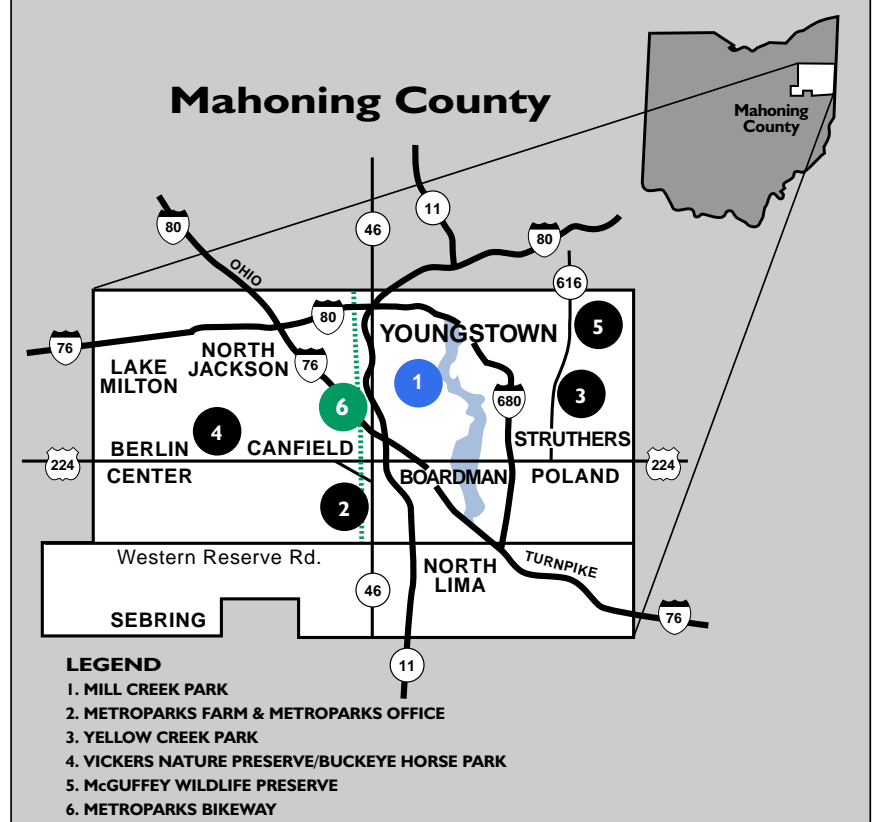 Mahoning County
Mahoning
County
11
46
80
80
OHIO
616
80
76
YOUNGSTOWN
5
NORTH
JACKSON
76
LAKE
MILTON
1
3
680
6
4
STRUTHERS
BERLIN
CANFIELD
224
224
CENTER
BOARDMAN
POLAND
2
Western Reserve Rd.
NORTH
LIMA
TURNPIKE
46
76
SEBRING
11
LEGEND
1. MILL CREEK PARK
2. METROPARKS FARM & METROPARKS OFFICE
3. YELLOW CREEK PARK
4. VICKERS NATURE PRESERVE/BUCKEYE HORSE PARK
5. McGUFFEY WILDLIFE PRESERVE
6. METROPARKS BIKEWAY